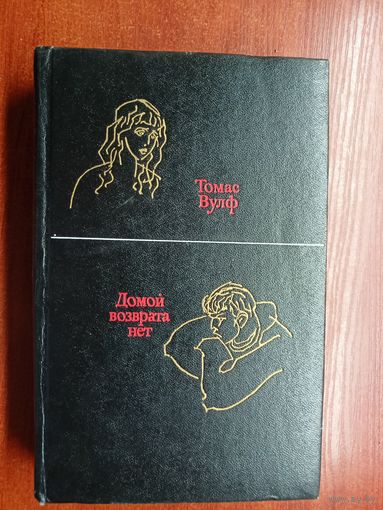 Томас
Вулф
Домой
возврата
нет